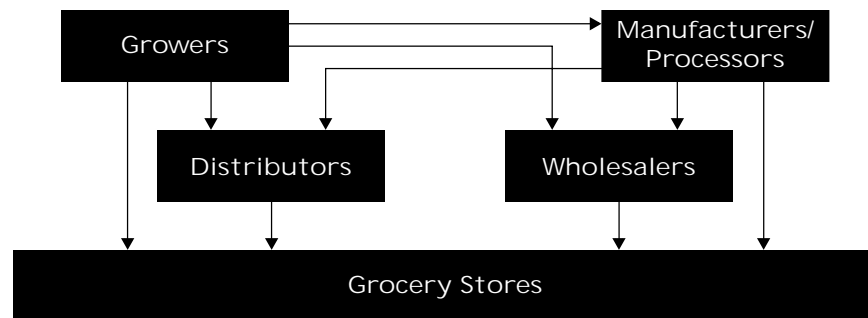 Growers
Manufacturers/
Processors
Distributors
Wholesalers
Grocery Stores